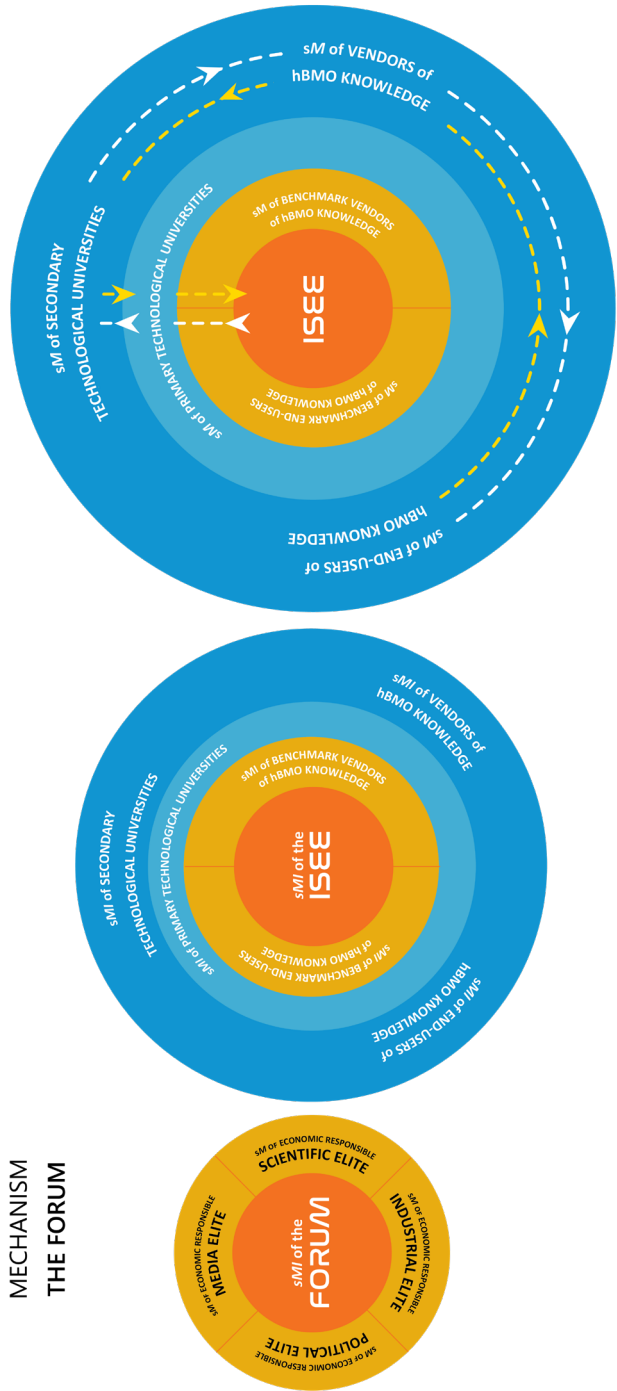 MECHANISM
THE FORUM
sM of ECONOMIC RESPONSIBLE
MEDIA ELITE
sM of ECONOMIC RESPONSIBLE
POLITICAL ELITE
sMI of the
FORUM
sM of ECONOMIC RESPONSIBLE
SCIENTIFIC ELITE
INDUSTRIAL ELITE
sM of ECONOMIC RESPONSIBLE
sMI of SECONDARY
TECHNOLOGICAL UNIVERSITIES
sMI of PRIMARY TECHNOLOGICAL UNIVERSITIES
sMI of BENCHMARK END-USERS
of hBMO KNOWLEDGE
sMI of the
ISEE
sMI of BENCHMARK VENDORS
of hBMO KNOWLEDGE
sMI of END-USERS of
hBMO KNOWLEDGE
sMI of VENDORS of
hBMO KNOWLEDGE
sM of SECONDARY
TECHNOLOGICAL UNIVERSITIES
sM of PRIMARY TECHNOLOGICAL UNIVERSITIES
sM of BENCHMARK END-USERS
of hBMO KNOWLEDGE
ISEE
sM of BENCHMARK VENDORS
of hBMO KNOWLEDGE
sM of END-USERS of
hBMO KNOWLEDGE
sM of VENDORS of
hBMO KNOWLEDGE